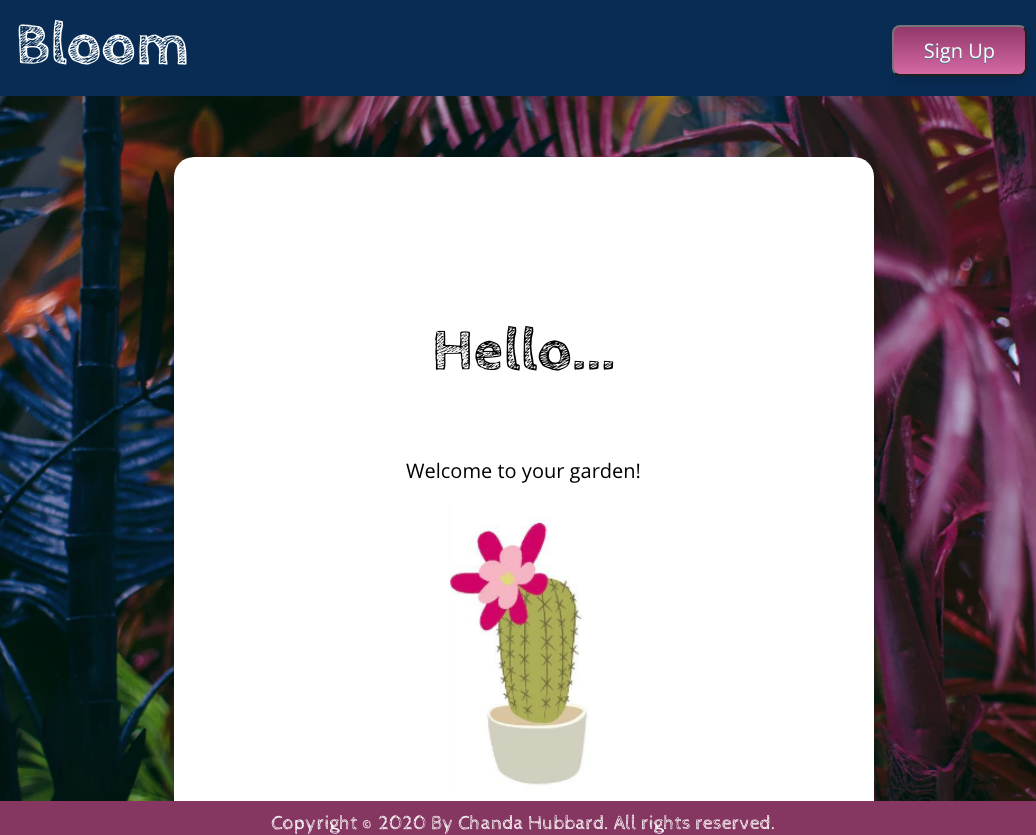 Bloom
Sign Up
Hello...
Welcome to your garden!
Copyright © 2020 By Chanda Hubbard. All rights reserved.